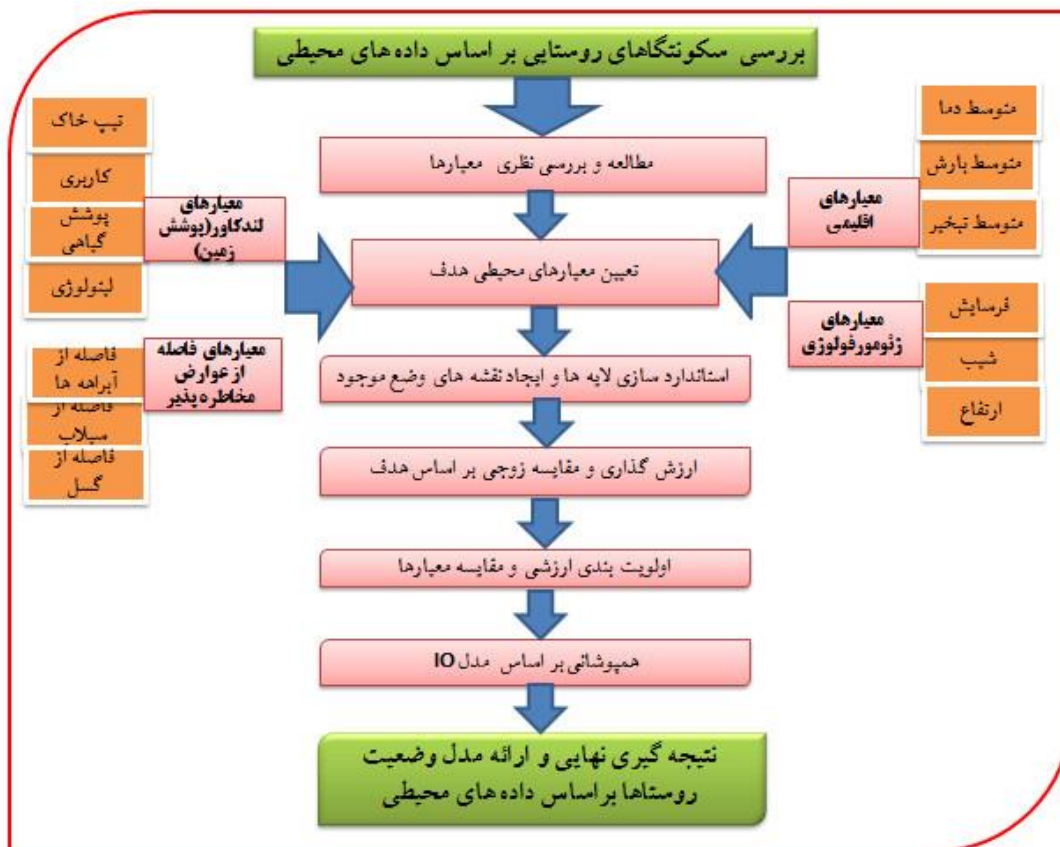 بررسی سکونتگاهای روستایی بر اساس داده های محیطی
مطالعه و بررسی نظری معیارها
تعیین معیارهای محیطی هدف
استاندارد سازی لایه ها و ایجاد نقشه های وضع موجود
ارزش گذاری و مقایسه زوجی بر اساس هدف
اولویت بندی ارزشی و مقایسه معیارها
همپوشانی بر اساس مدل IO
نتیجه گیری نهایی و ارائه مدل وضعیت
روستاها براساس داده های محیطی
متوسط دما
متوسط بارش
متوسط تبخیر
معیارهای
اقلیمی
فرسایش
شیب
ارتفاع
معیارهای
ژئومورفولوژی
تیپ خاک
کاربری
پوشش
گیاهی
لیتولوژی
معیارهای
لندکاور(پوشش
زمین)
فاصله از
آبراهه ها
فاصله از
سیلاب
فاصله از
گسل
معیارهای فاصله
از عوارض
مخاطره پذیر